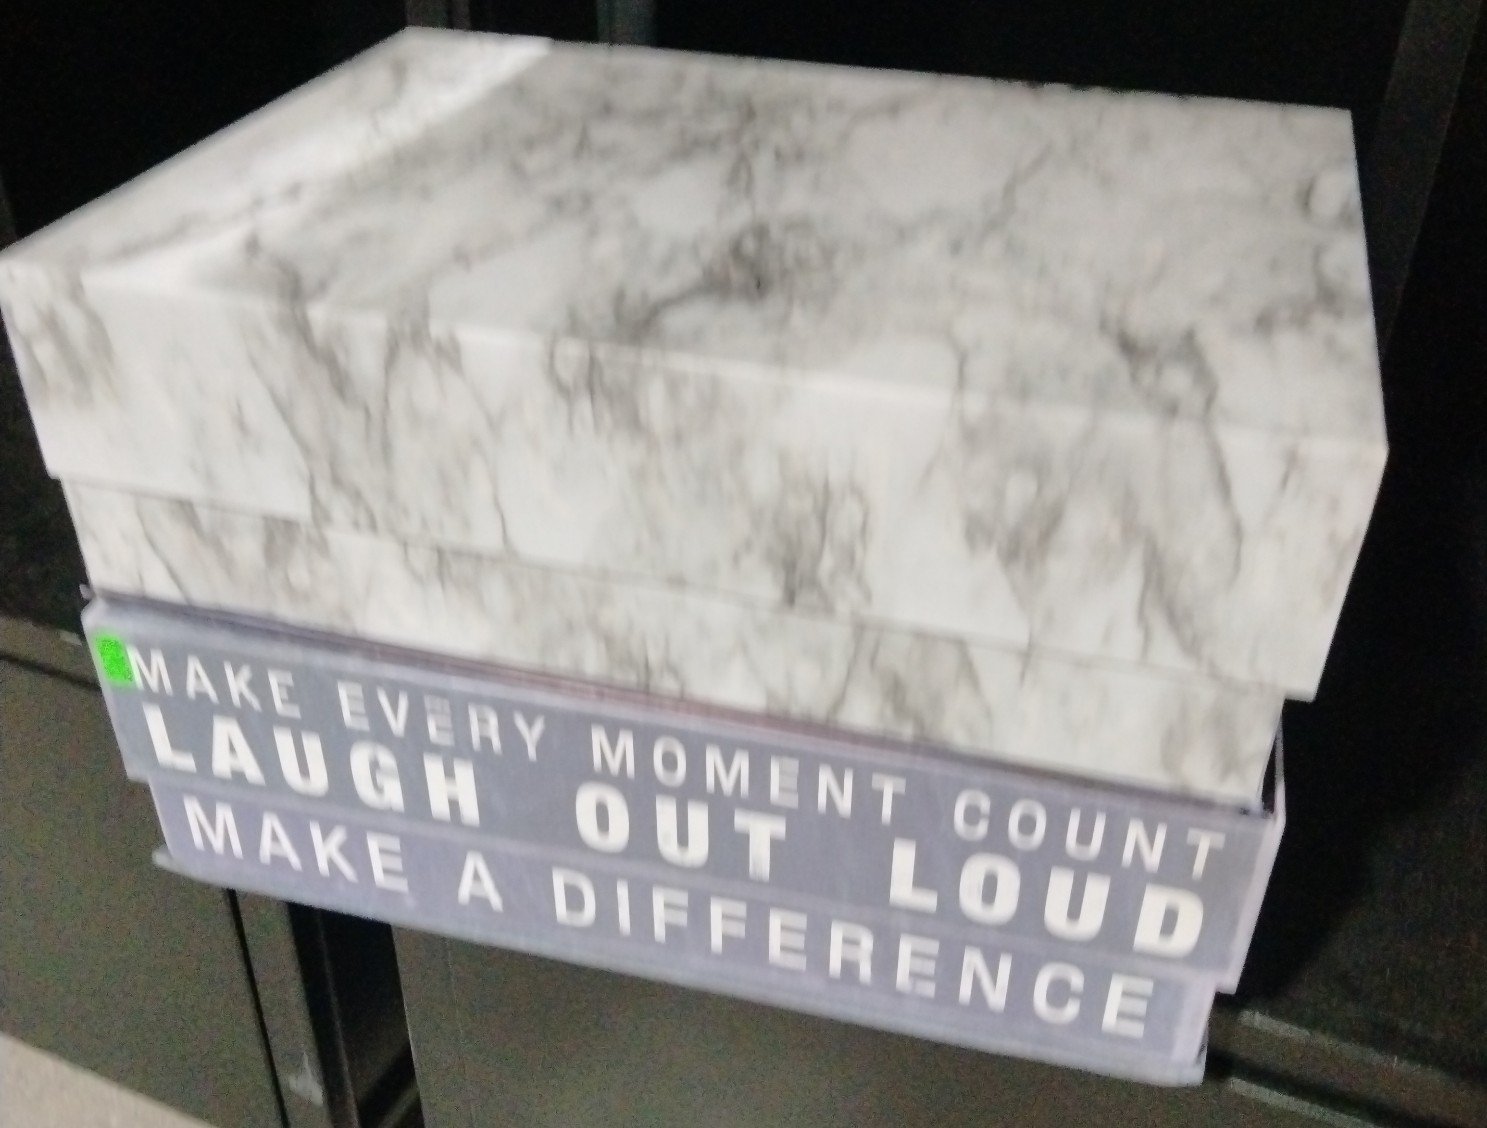 MAKE EVERY MOMENT COUNT
LAUGH OUT LOUD
MAKE A DIFFERENCE